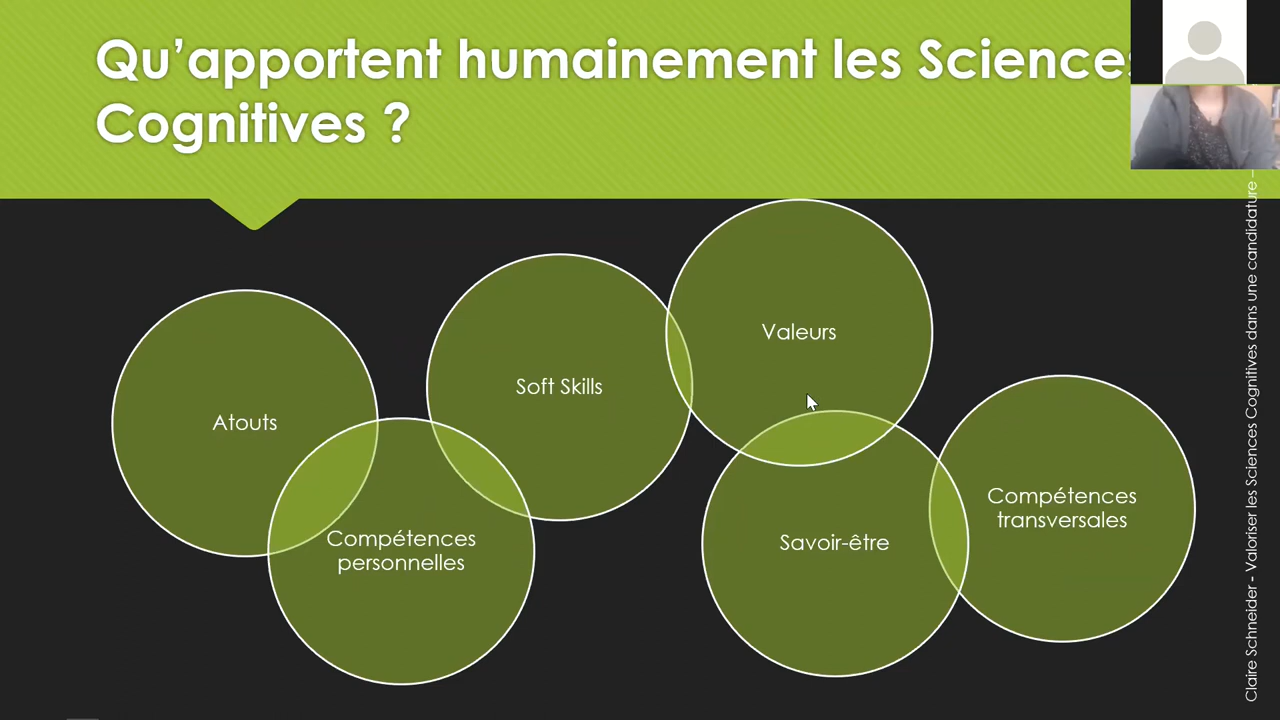 Qu’apportent humainement les Sciences
Cognitives ?
Atouts
Compétences
personnelles
Soft Skills
Valeurs
Savoir-être
Compétences
transversales
Claire Schneider - Valoriser les Sciences Cognitives dans une candidature –